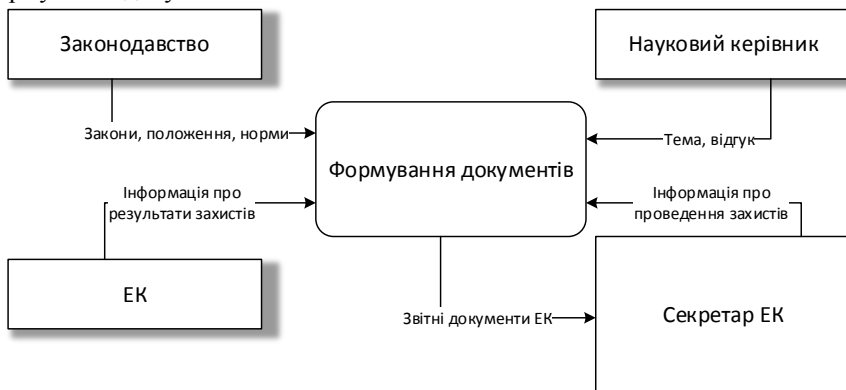 Законодавство
Науковий керівник
Закони, положення, норми
Тема, відгук
Формування документів
Інформація про
результати захистів
Інформація про
проведення захистів
ЕК
Звітні документи ЕК
Секретар ЕК